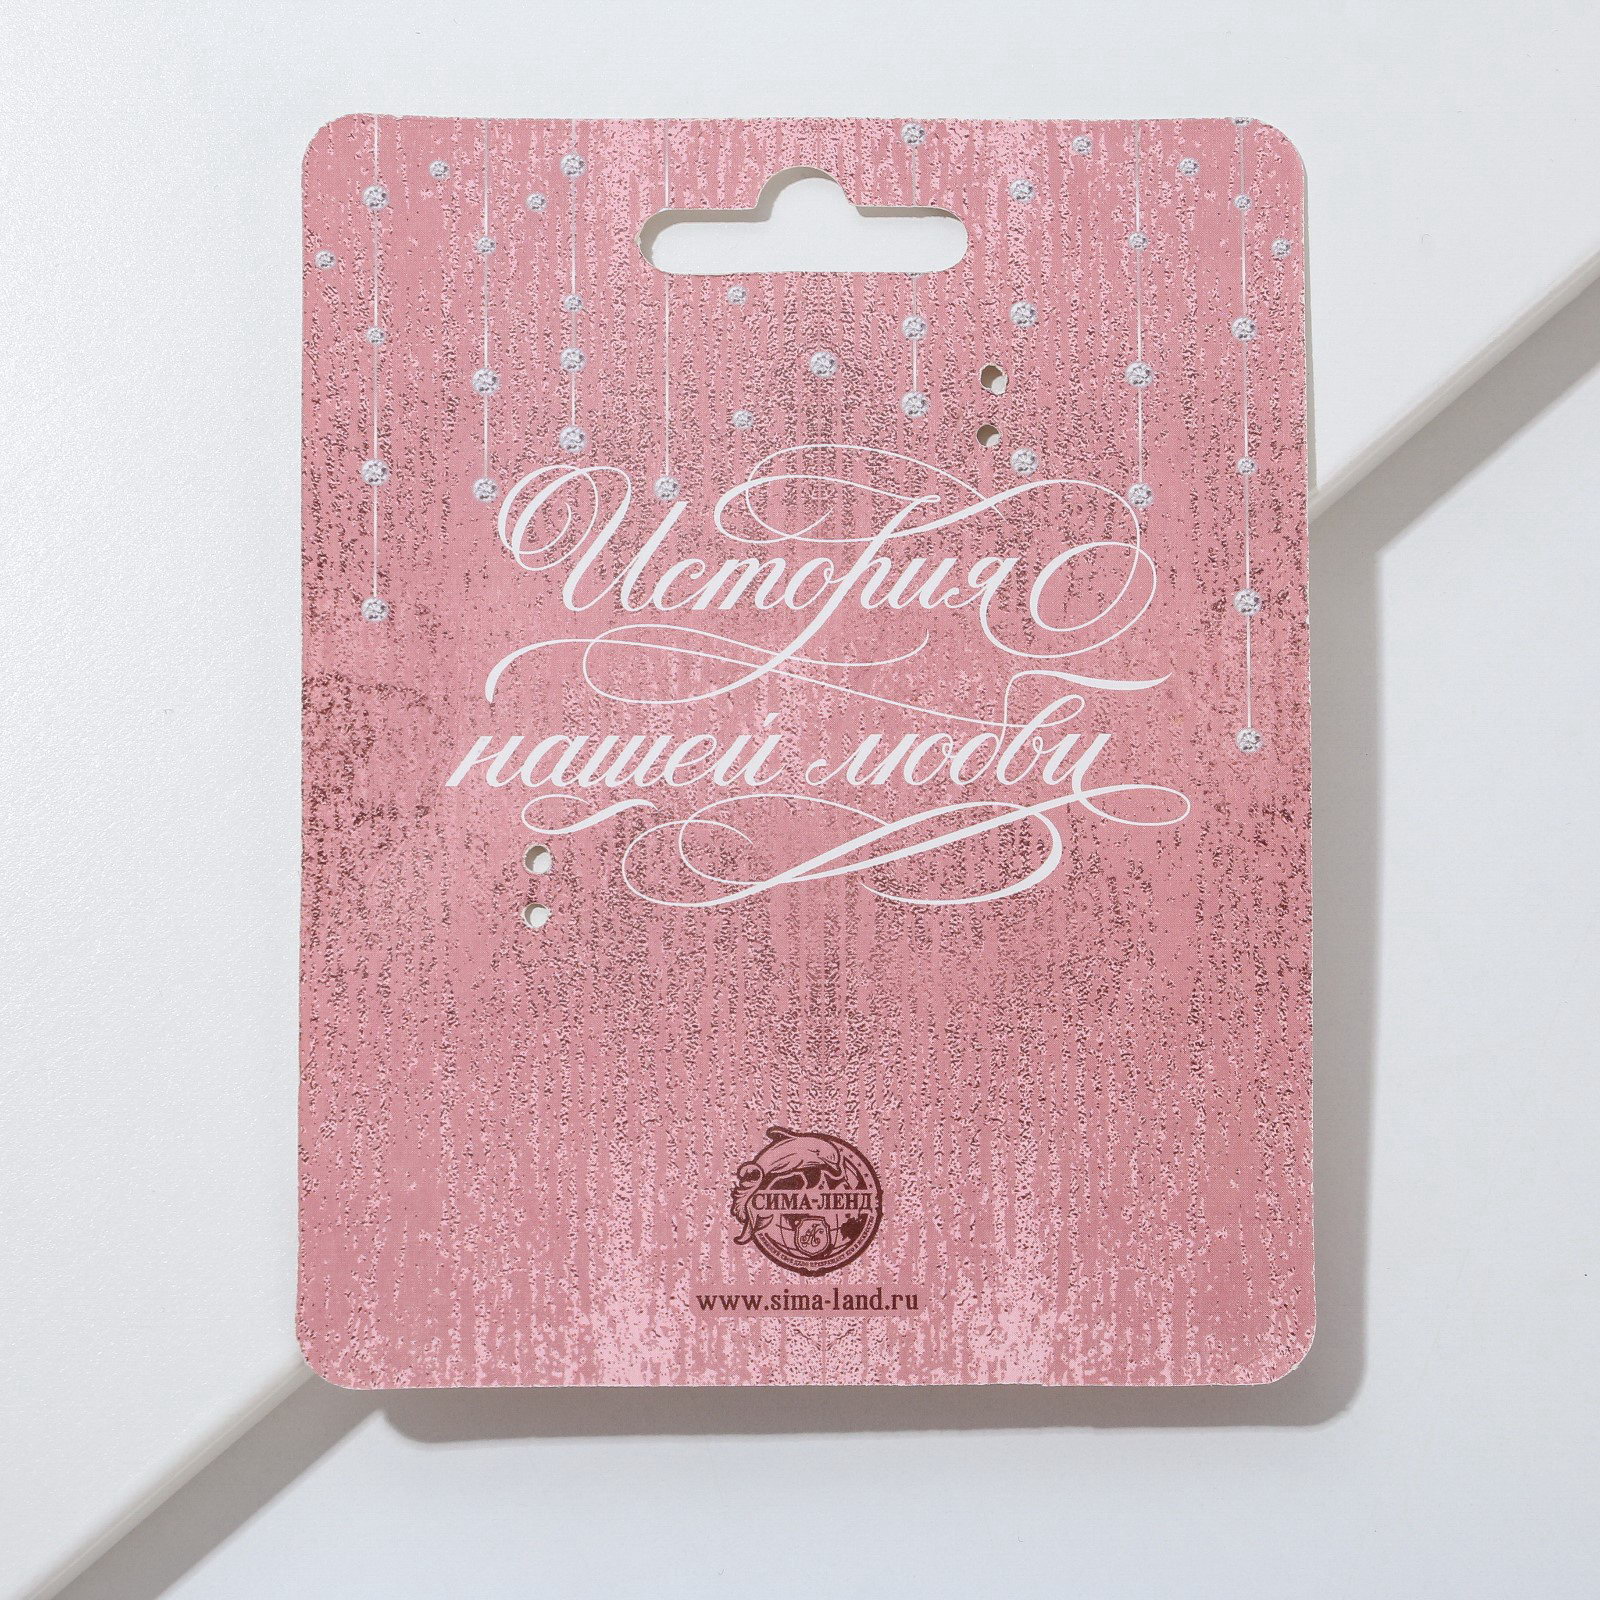 История
нашей любви
СИМА-ЛЕНД
www.sima-land.ru